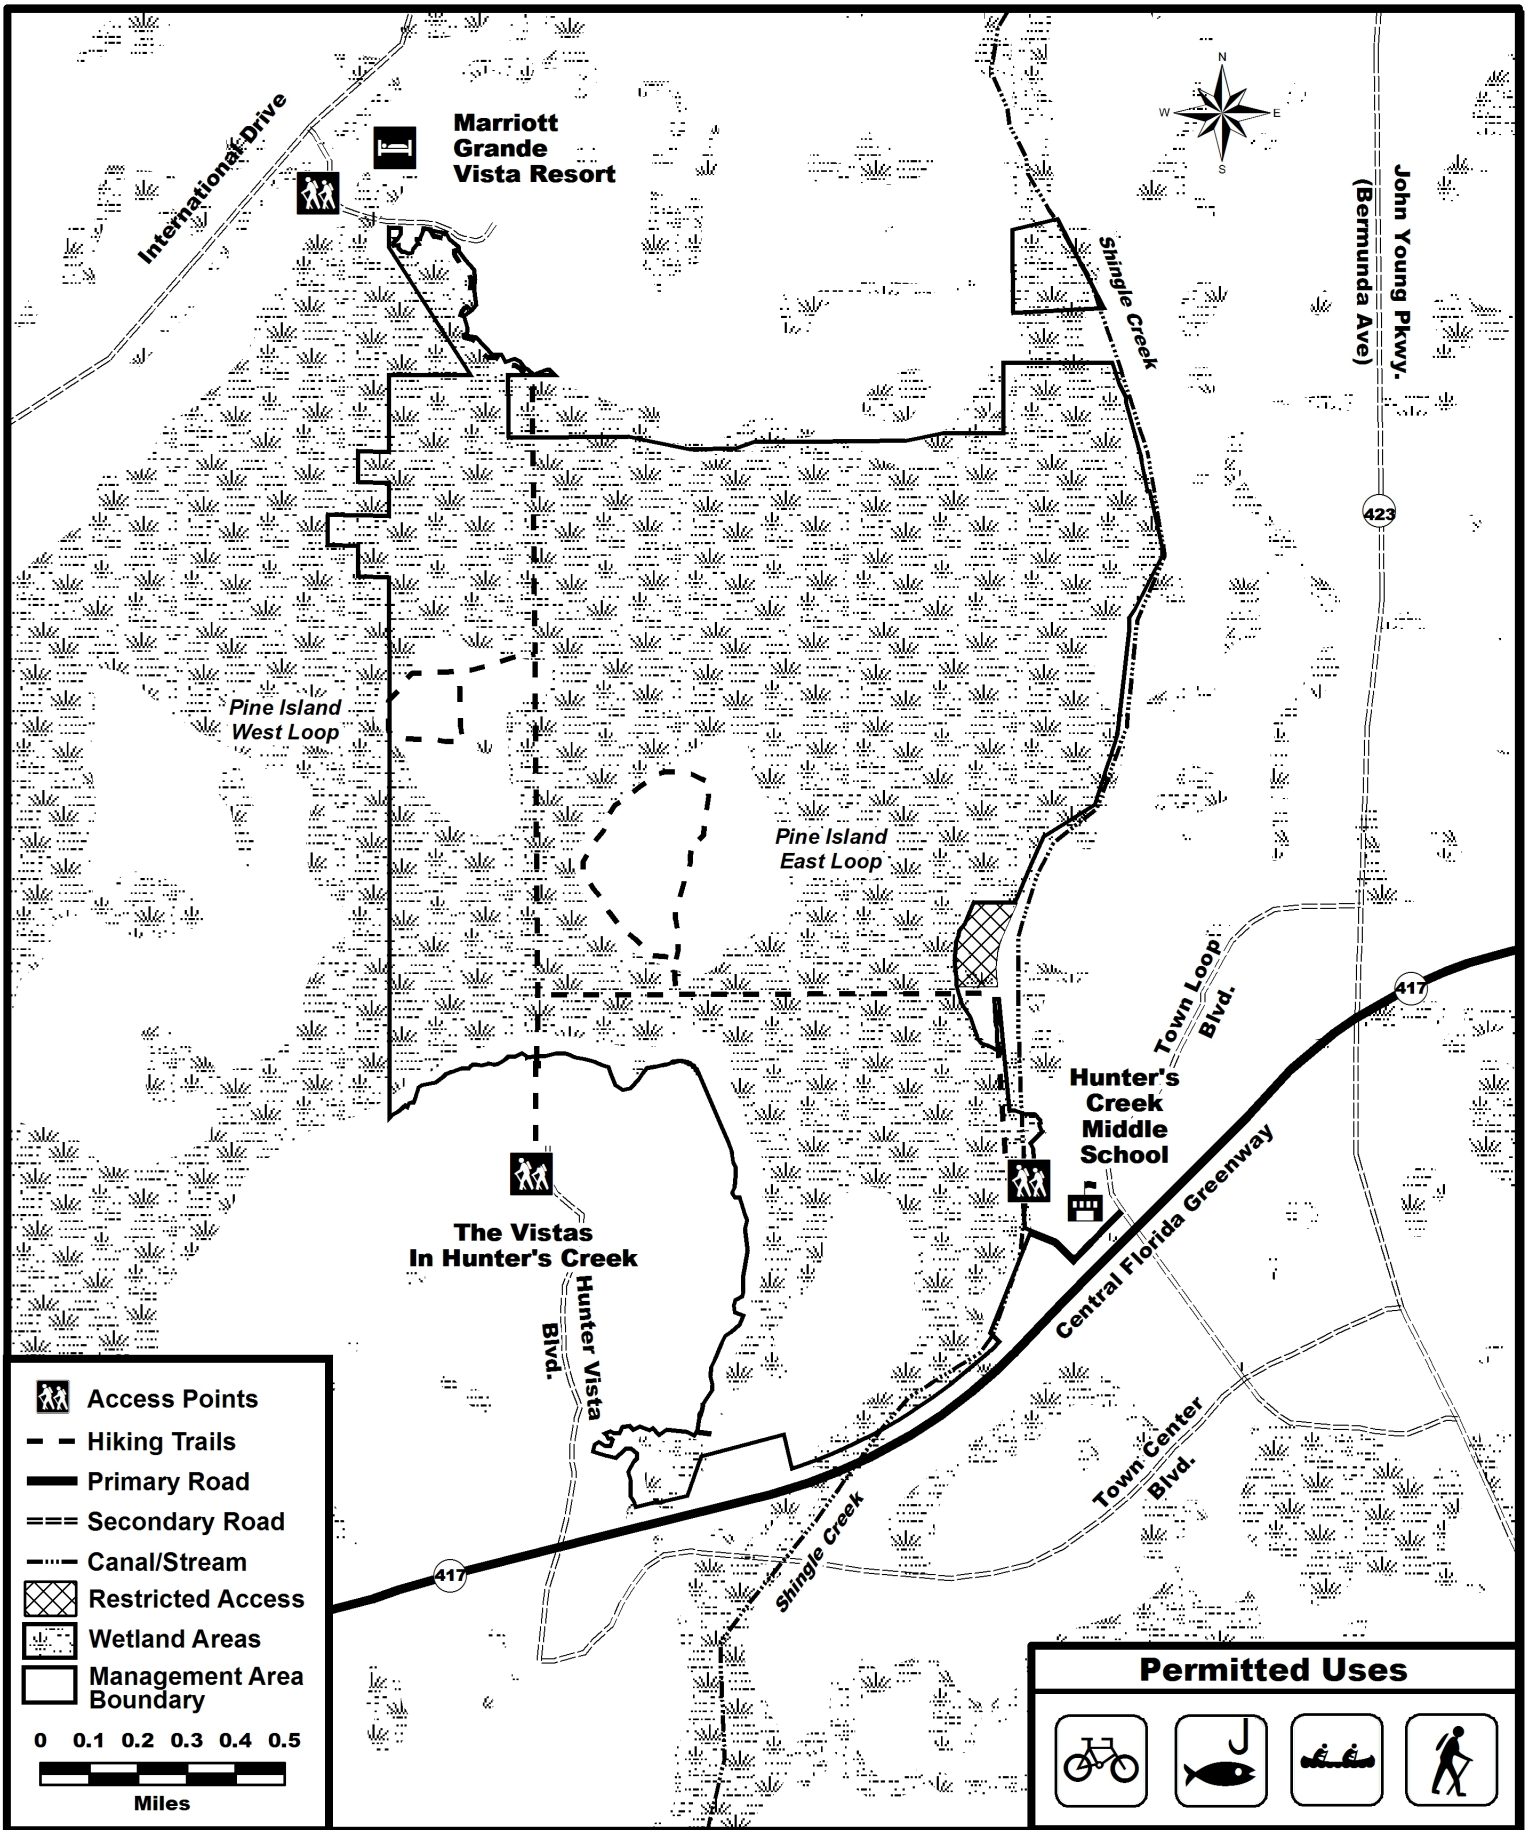 N
W
E
S
International Drive
Marriott
Grande
Vista Resort
Shingle Creek
John Young Pkwy.
(Bermunda Ave)
423
Pine Island
West Loop
Pine Island
East Loop
Town Loop
Blvd.
417
Hunter's
Creek
Middle
School
Central Florida Greenway
The Vistas
In Hunter's Creek
Hunter Vista
Blvd.
Town Center
Blvd.
Shingle Creek
417
Access Points
Hiking Trails
Primary Road
Secondary Road
Canal/Stream
Restricted Access
Wetland Areas
Management Area
Boundary
0 0.1 0.2 0.3 0.4 0.5
Miles
Permitted Uses